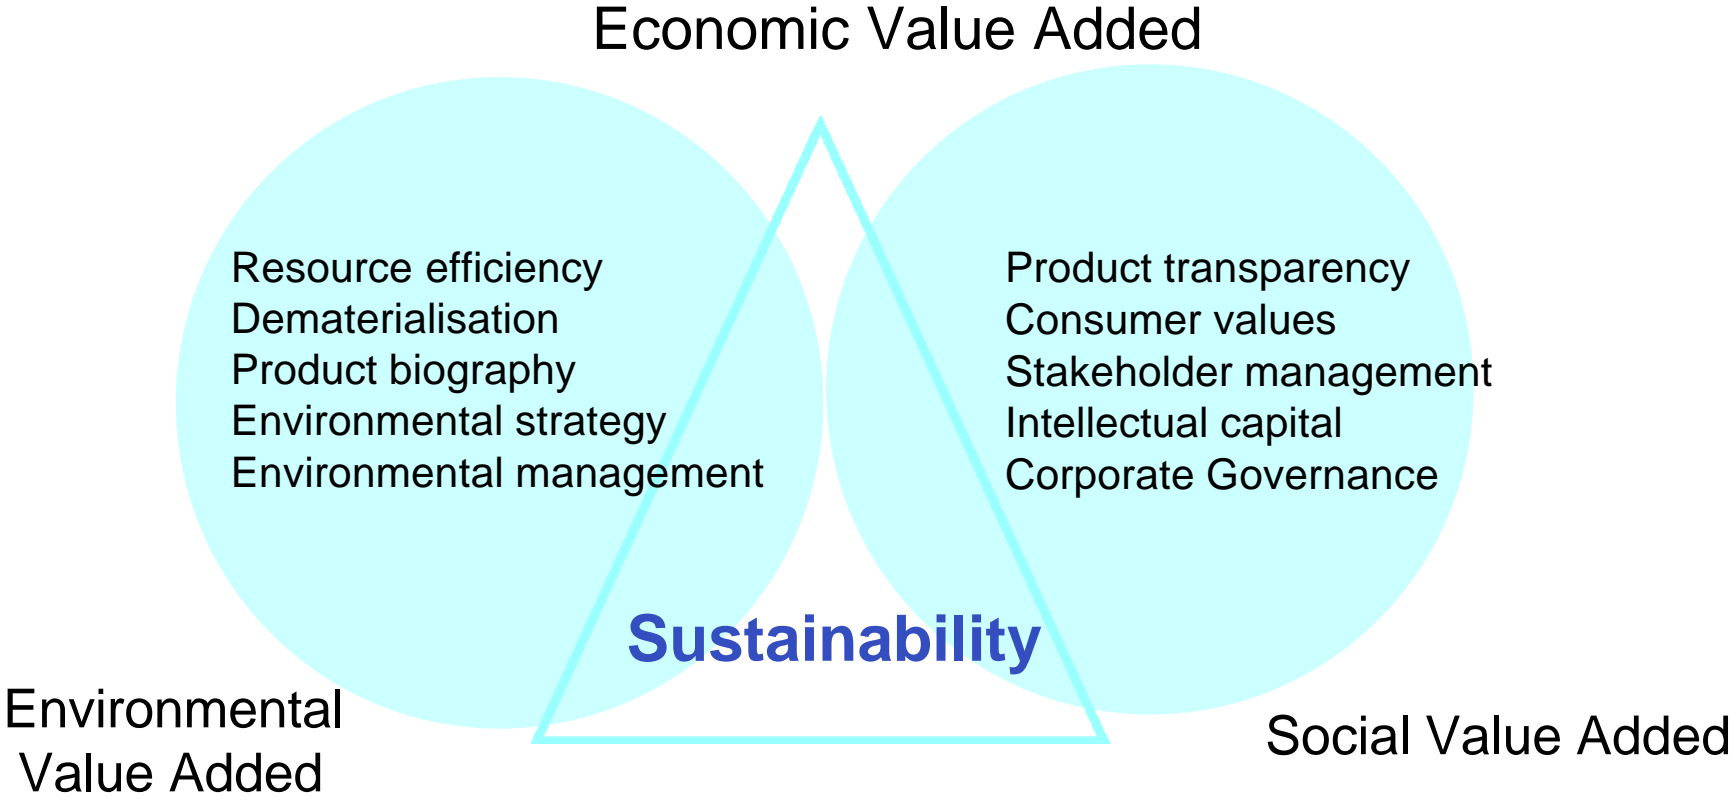 Economic Value Added
Resource efficiency
Dematerialisation
Product biography
Environmental strategy
Environmental management
Product transparency
Consumer values
Stakeholder management
Intellectual capital
Corporate Governance
Sustainability
Environmental
Value Added
Social Value Added